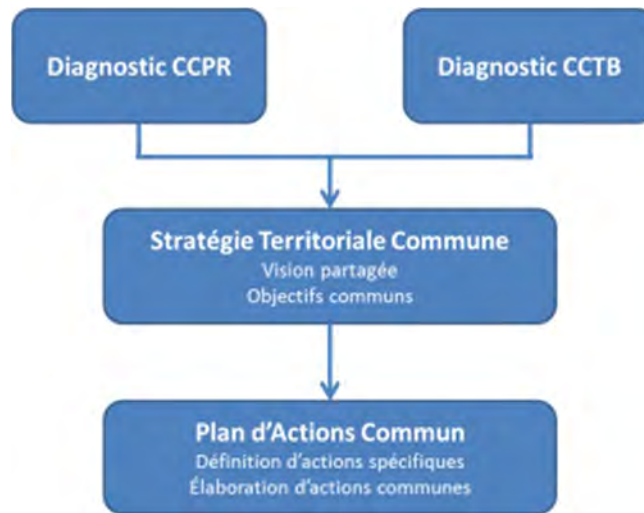 Diagnostic CCPR
Diagnostic CCTB
Stratégie Territoriale Commune
Vision partagée
Objectifs communs
Plan d'Actions Commun
Définition d'actions spécifiques
Élaboration d'actions communes